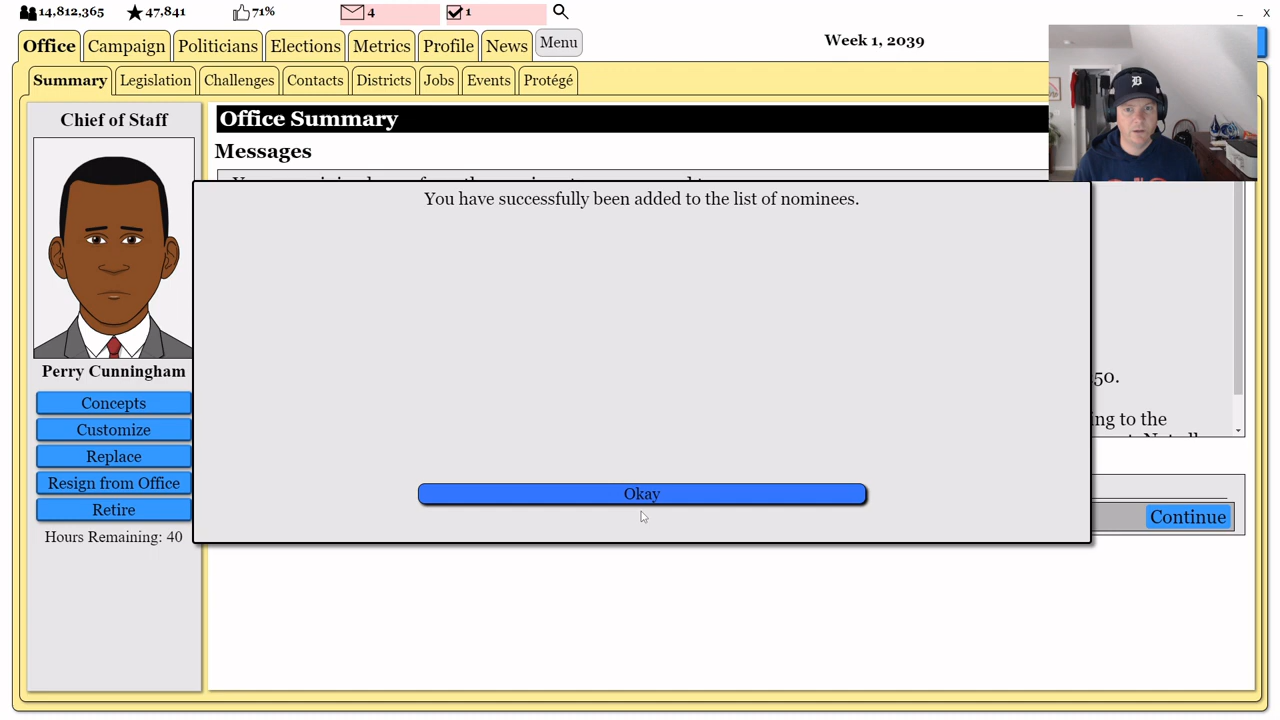 14,812,365 47,841 71% 4 1
_ X
Office Campaign Politicians Elections Metrics Profile News Menu
Week 1, 2039
Summary Legislation Challenges Contacts Districts Jobs Events Protégé
Chief of Staff
Office Summary
Messages
You have successfully been added to the list of nominees.
Perry Cunningham
50.
Concepts
ing to the
Customize
Replace
Resign from Office
Okay
Retire
Continue
Hours Remaining: 40